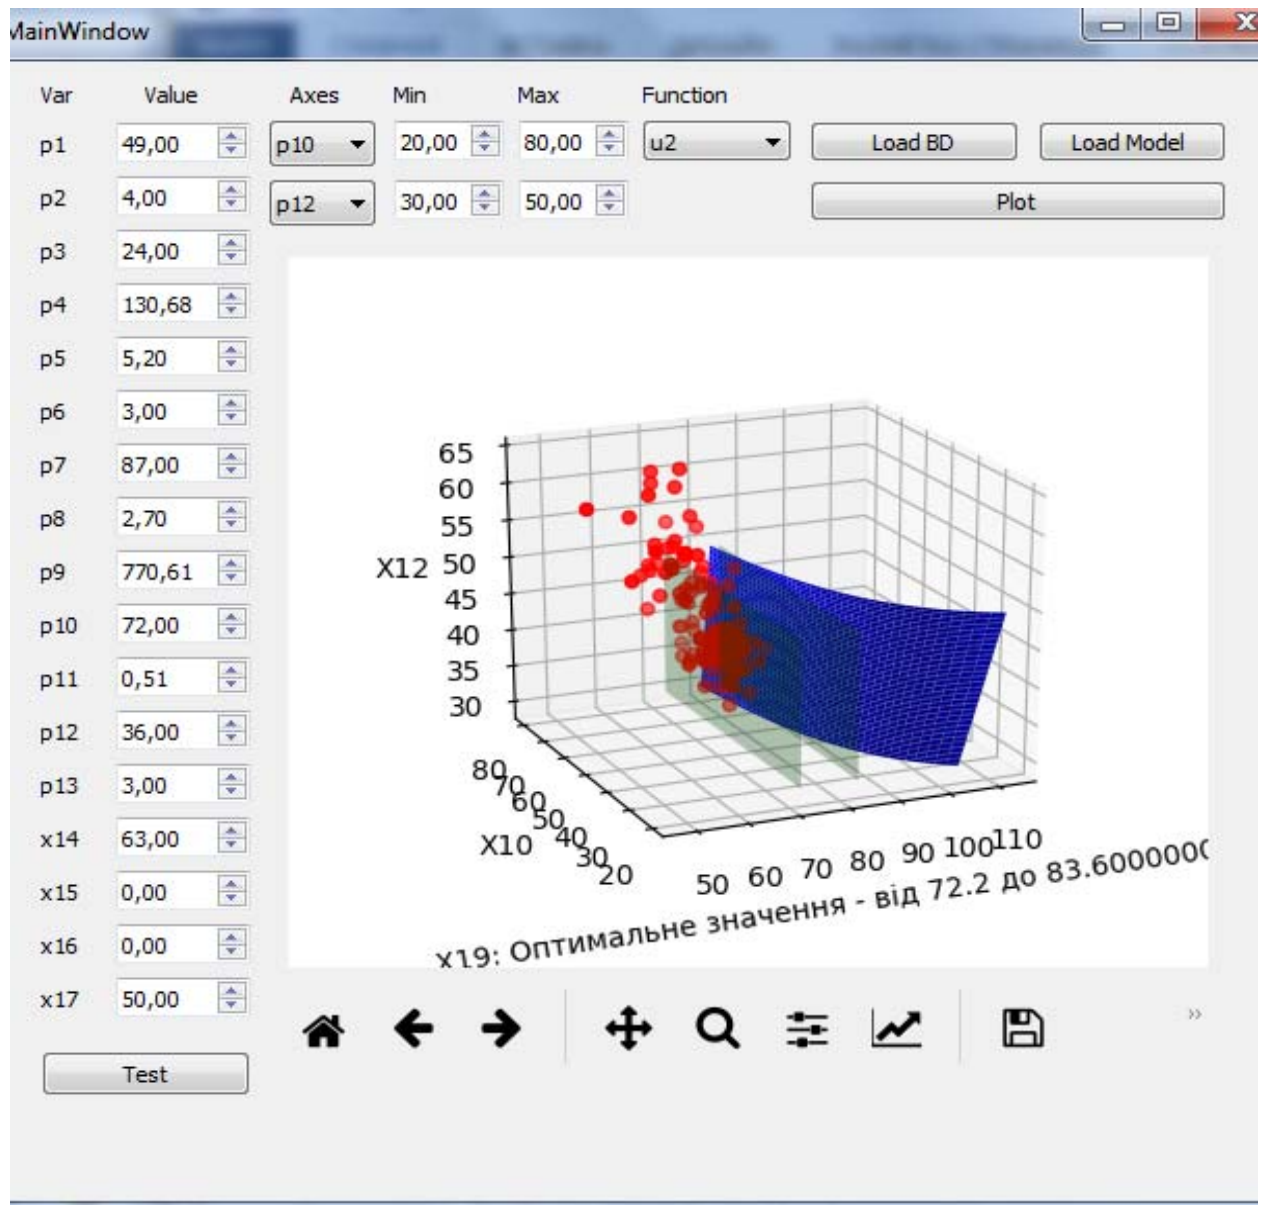 MainWindow
Var Value Axes Min Max Function
p1 49,00 p10 20,00 80,00 u2 Load BD Load Model
p2 4,00 p12 30,00 50,00 Plot
p3 24,00
p4 130,68
p5 5,20
p6 3,00
p7 87,00
p8 2,70
p9 770,61
p10 72,00
p11 0,51
p12 36,00
p13 3,00
x14 63,00
x15 0,00
x16 0,00
x17 50,00
Test
65
60
55
X12 50
45
40
35
30
80
70
60
50
X10 40
30
20
50 60 70 80 90 100 110
X19: Оптимальне значення - від 72.2 до 83.6000000
»